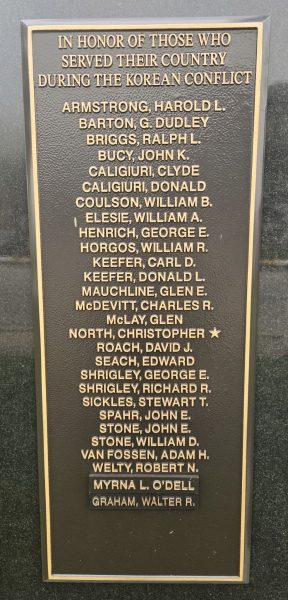 IN HONOR OF THOSE WHO
SERVED THEIR COUNTRY
DURING THE KOREAN CONFLICT
ARMSTRONG, HAROLD L.
BARTON, G. DUDLEY
BRIGGS, RALPH L.
BUCY, JOHN K.
CALIGIURI, CLYDE
CALIGIURI, DONALD
COULSON, WILLIAM B.
ELESIE, WILLIAM A.
HENRICH, GEORGE E.
HORGOS, WILLIAM R.
KEEFER, CARL D.
KEEFER, DONALD L.
MAUCHLINE, GLEN E.
McDEVITT, CHARLES R.
McLAY, GLEN
NORTH, CHRISTOPHER ★
ROACH, DAVID J.
SEACH, EDWARD
SHRIGLEY, GEORGE E.
SHRIGLEY, RICHARD R.
SICKLES, STEWART T.
SPAHR, JOHN E.
STONE, JOHN E.
STONE, WILLIAM D.
VAN FOSSEN, ADAM H.
WELTY, ROBERT N.
MYRNA L. O'DELL
GRAHAM, WALTER R.